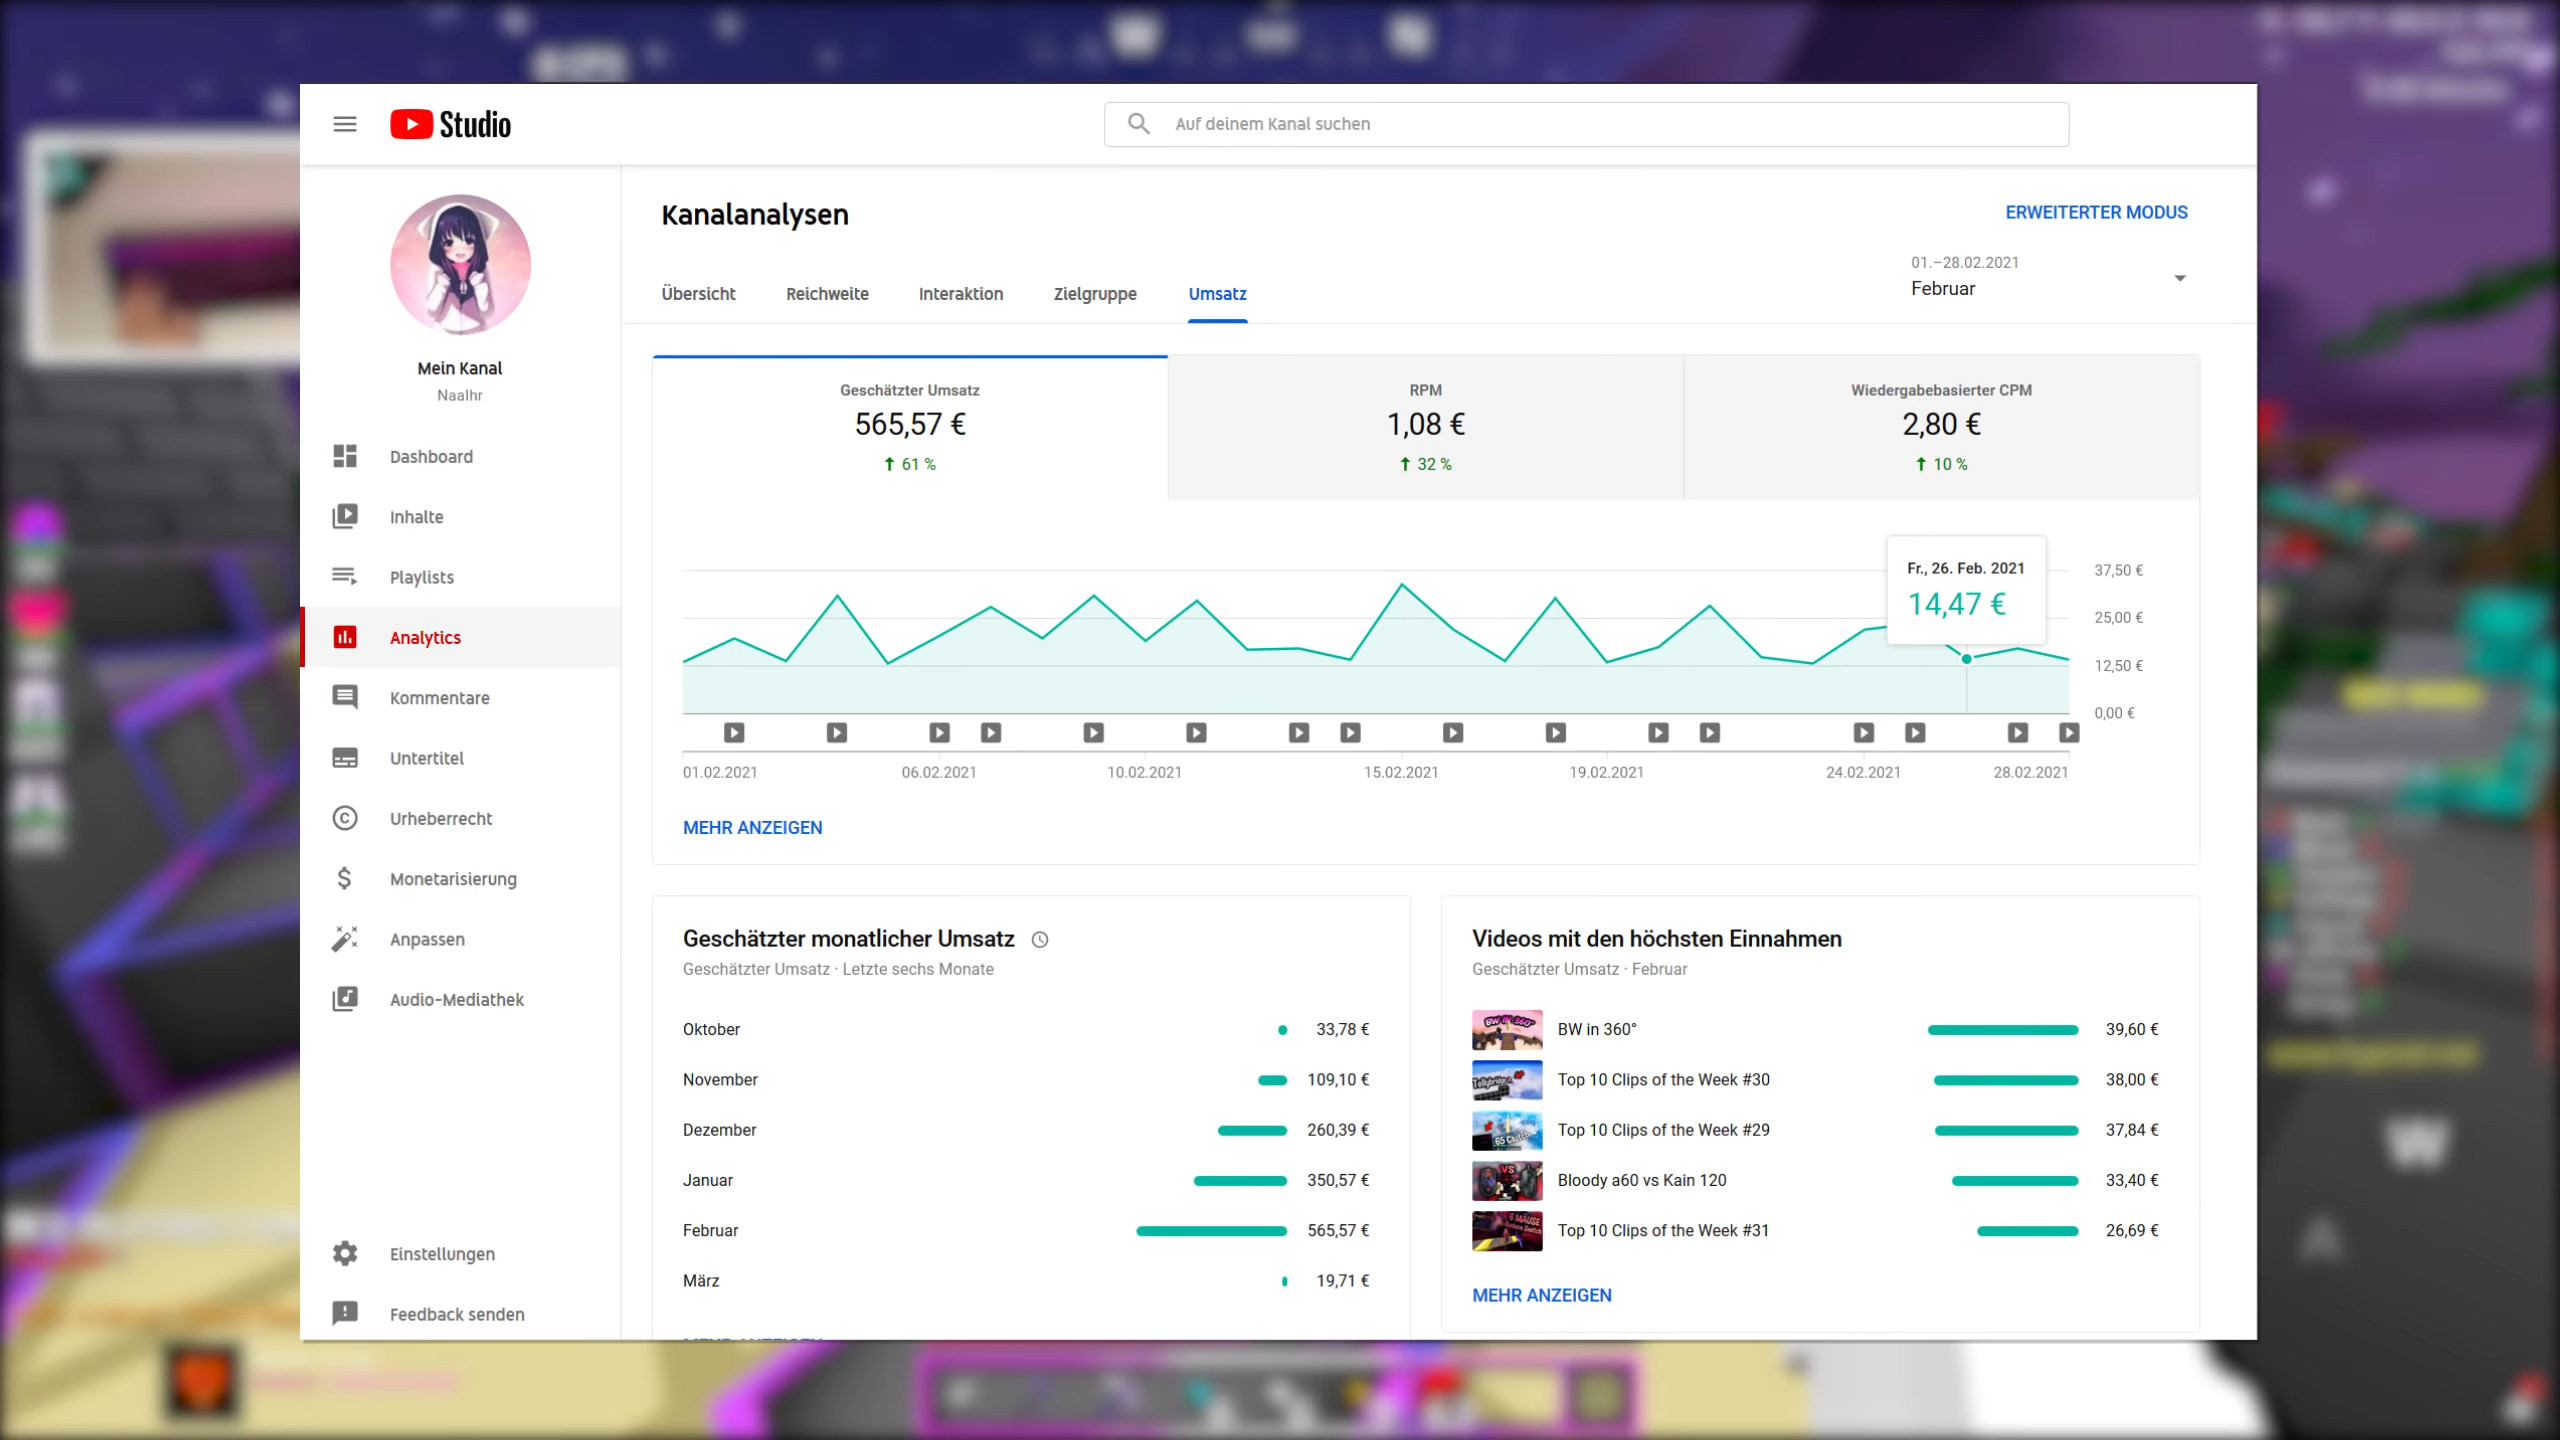 Studio
Auf deinem Kanal suchen
Mein Kanal
Naalhr
Dashboard
Inhalte
Playlists
Analytics
Kommentare
Untertitel
Urheberrecht
Monetarisierung
Anpassen
Audio-Mediathek
Einstellungen
Feedback senden
Kanalanalysen
ERWEITERTER MODUS
01.–28.02.2021
Februar
Übersicht Reichweite Interaktion Zielgruppe Umsatz
Geschätzter Umsatz
565,57 €
61 %
RPM
1,08 €
32 %
Wiedergabebasierter CPM
2,80 €
10 %
Fr., 26. Feb. 2021
14,47 €
37,50 €
25,00 €
12,50 €
0,00 €
01.02.2021 06.02.2021 10.02.2021 15.02.2021 19.02.2021 24.02.2021 28.02.2021
MEHR ANZEIGEN
Geschätzter monatlicher Umsatz
Geschätzter Umsatz · Letzte sechs Monate
Oktober 33,78 €
November 109,10 €
Dezember 260,39 €
Januar 350,57 €
Februar 565,57 €
März 19,71 €
MEHR ANZEIGEN
Videos mit den höchsten Einnahmen
Geschätzter Umsatz · Februar
BW in 360° 39,60 €
Top 10 Clips of the Week #30 38,00 €
Top 10 Clips of the Week #29 37,84 €
Bloody a60 vs Kain 120 33,40 €
Top 10 Clips of the Week #31 26,69 €
MEHR ANZEIGEN
W
N
W
A